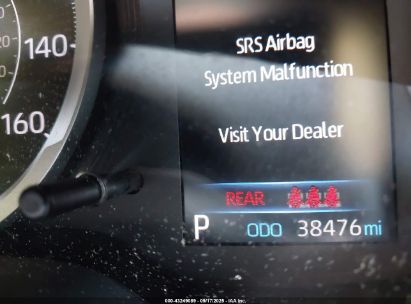 SRS Airbag
System Malfunction
Visit Your Dealer
140
160
REAR
P ODO 38476 mi